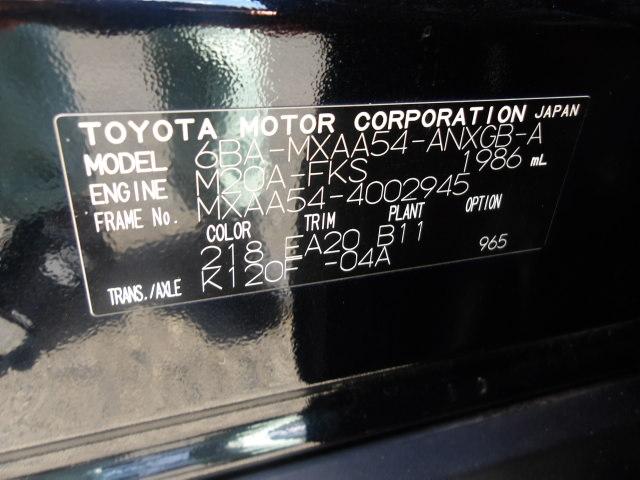 TOYOTA MOTOR CORPORATION JAPAN
MODEL 6BA-MXAA54-ANXGB-A
ENGINE M20A-FKS 1986 mL
FRAME No. MXAA54-4002945
COLOR TRIM PLANT OPTION
218 EA20 B11 965
TRANS./AXLE K120F -04A